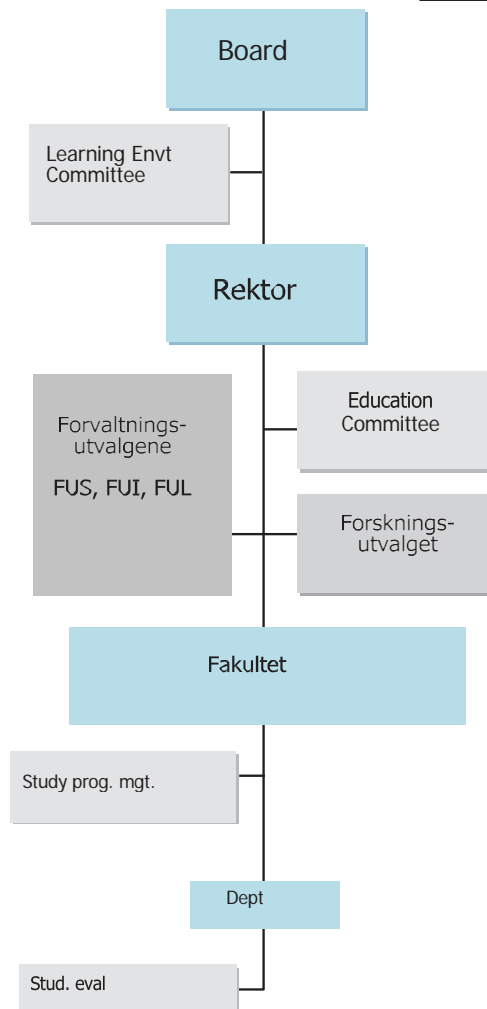 Board
Learning Envt
Committee
Rektor
Forvaltnings-
utvalgene
FUS, FUI, FUL
Education
Committee
Forsknings-
utvalget
Fakultet
Study prog. mgt.
Dept
Stud. eval